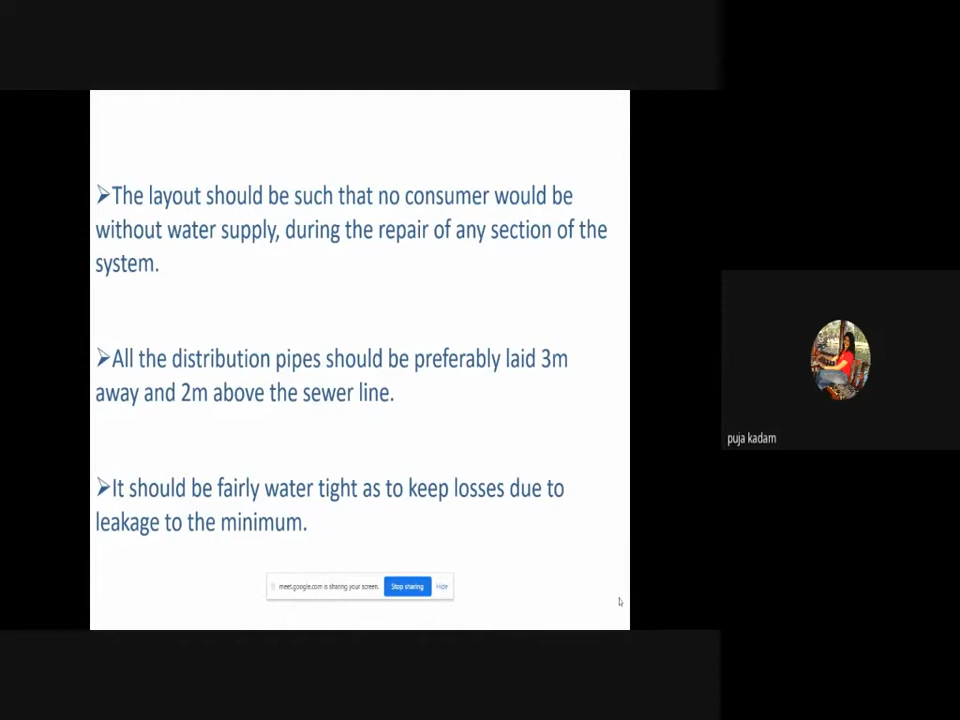 ➢The layout should be such that no consumer would be
without water supply, during the repair of any section of the
system.
➢All the distribution pipes should be preferably laid 3m
away and 2m above the sewer line.
➢It should be fairly water tight as to keep losses due to
leakage to the minimum.
meet.google.com is sharing your screen. Stop sharing Hide
puja kadam